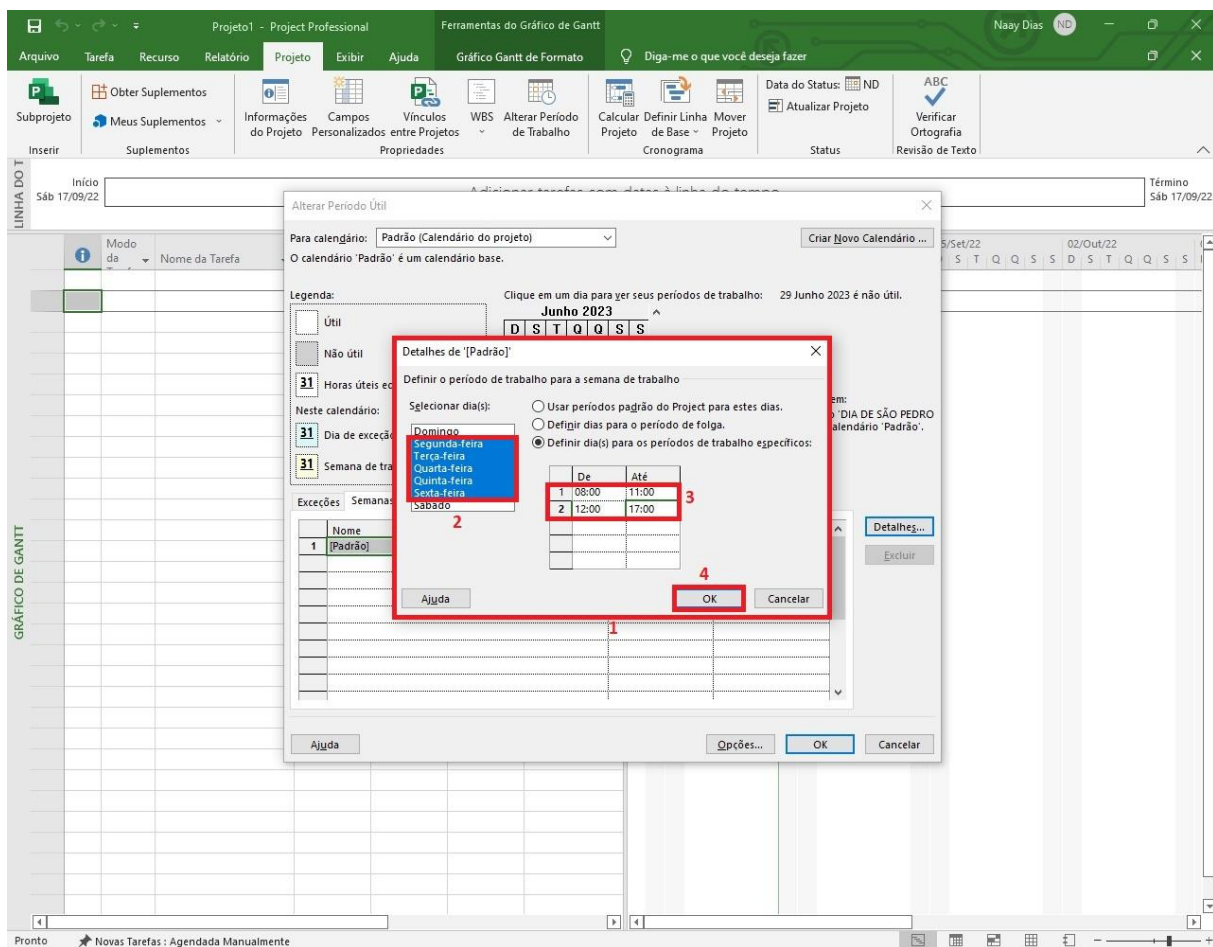 Projeto1 - Project Professional
Ferramentas do Gráfico de Gantt
Naay Dias
ND
Arquivo Tarefa Recurso Relatório Projeto Exibir Ajuda Gráfico Gantt de Formato Diga-me o que você deseja fazer
Subprojeto
Obter Suplementos
Meus Suplementos
Informações do Projeto
Campos Personalizados
Vínculos entre Projetos
WBS
Alterar Período de Trabalho
Calcular Projeto
Definir Linha de Base
Mover Projeto
Data do Status: ND
Atualizar Projeto
ABC
Verificar Ortografia
Inserir Suplementos Propriedades Cronograma Status Revisão de Texto
LINHA DO T
Início
Sáb 17/09/22
Término
Sáb 17/09/22
Modo da
Nome da Tarefa
5/Set/22 02/Out/22
S T Q Q S S D S T Q Q S S
GRÁFICO DE GANTT
Alterar Período Útil
Para calendário: Padrão (Calendário do projeto)
Criar Novo Calendário ...
O calendário 'Padrão' é um calendário base.
Legenda:
Útil
Não útil
31 Horas úteis
Neste calendário:
31 Dia de exceção
31 Semana de
Clique em um dia para ver seus períodos de trabalho: 29 Junho 2023 é não útil.
Junho 2023
D S T Q Q S S
em:
'DIA DE SÃO PEDRO
alendário 'Padrão'.
Exceções Semanas
Nome
1 [Padrão]
Detalhes...
Excluir
Detalhes de '[Padrão]'
Definir o período de trabalho para a semana de trabalho
Selecionar dia(s):
Domingo
Segunda-feira
Terça-feira
Quarta-feira
Quinta-feira
Sexta-feira
Sábado
2
Usar períodos padrão do Project para estes dias.
Definir dias para o período de folga.
Definir dia(s) para os períodos de trabalho específicos:
De Até
1 08:00 11:00
2 12:00 17:00
3
4
Ajuda OK Cancelar
1
Ajuda Opções... OK Cancelar
Pronto Novas Tarefas : Agendada Manualmente